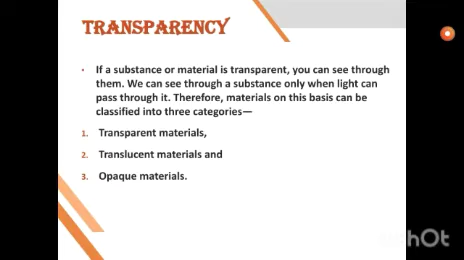 TRANSPARENCY
• If a substance or material is transparent, you can see through
them. We can see through a substance only when light can
pass through it. Therefore, materials on this basis can be
classified into three categories—
1. Transparent materials,
2. Translucent materials and
3. Opaque materials.